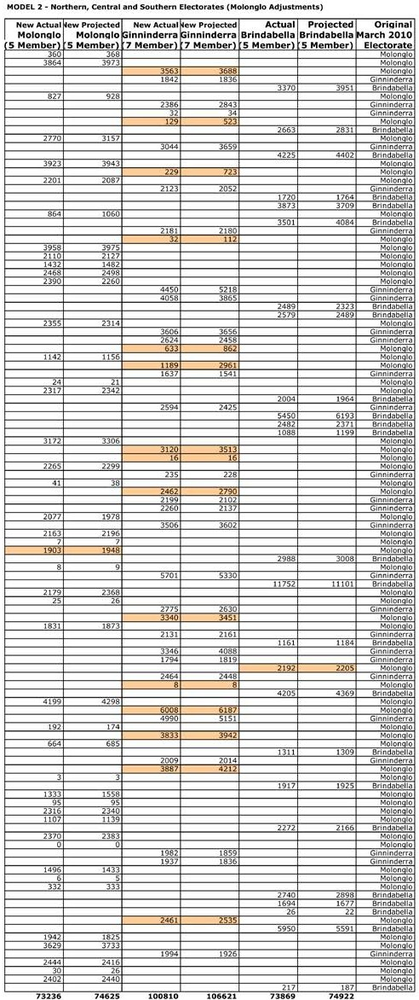 MODEL 2 - Northern, Central and Southern Electorates (Molonglo Adjustments)
New Actual New Projected New Actual New Projected Actual Projected Original
Molonglo Molonglo Ginninderra Ginninderra Brindabella Brindabella March 2010
(5 Member) (5 Member) (7 Member) (7 Member) (5 Member) (5 Member) Electorate
360 368 Molonglo
3864 3973 Molonglo
3563 3688 Molonglo
1842 1836 Ginninderra
3370 3951 Brindabella
827 928 Molonglo
2386 2843 Ginninderra
32 34 Ginninderra
129 523 Molonglo
2663 2831 Brindabella
2770 3157 Molonglo
3044 3659 Ginninderra
4225 4402 Brindabella
3923 3943 Molonglo
229 723 Molonglo
2201 2087 Molonglo
2123 2052 Ginninderra
1720 1764 Brindabella
3873 3709 Brindabella
864 1060 Molonglo
3501 4084 Brindabella
2181 2180 Ginninderra
32 112 Molonglo
3958 3975 Molonglo
2110 2127 Molonglo
1432 1482 Molonglo
2468 2498 Molonglo
2390 2260 Molonglo
4450 5218 Ginninderra
4058 3865 Ginninderra
2489 2323 Brindabella
2579 2489 Brindabella
2355 2314 Molonglo
3606 3656 Ginninderra
2624 2458 Ginninderra
633 862 Molonglo
1142 1156 Molonglo
1189 2961 Molonglo
1637 1541 Ginninderra
24 21 Molonglo
2317 2342 Molonglo
2004 1964 Brindabella
2594 2425 Ginninderra
5450 6193 Brindabella
2482 2371 Brindabella
1088 1199 Brindabella
3172 3306 Molonglo
3120 3513 Molonglo
16 16 Molonglo
2265 2299 Molonglo
235 228 Ginninderra
41 38 Molonglo
2462 2790 Molonglo
2199 2102 Ginninderra
2260 2137 Ginninderra
2077 1978 Molonglo
3506 3602 Ginninderra
2163 2196 Molonglo
7 7 Molonglo
1903 1948 Molonglo
2988 3008 Brindabella
8 9 Molonglo
5701 5330 Ginninderra
11752 11101 Brindabella
2179 2368 Molonglo
25 26 Molonglo
2775 2630 Ginninderra
3340 3451 Molonglo
1831 1873 Molonglo
2131 2161 Ginninderra
1161 1184 Brindabella
3346 4088 Ginninderra
1794 1819 Ginninderra
2192 2205 Molonglo
2464 2448 Ginninderra
8 8 Molonglo
4205 4369 Brindabella
4199 4298 Molonglo
6008 6187 Molonglo
4990 5151 Ginninderra
192 174 Molonglo
3833 3942 Molonglo
664 685 Molonglo
1311 1309 Brindabella
2009 2014 Ginninderra
3887 4212 Molonglo
3 3 Molonglo
1917 1925 Brindabella
1333 1558 Molonglo
95 95 Molonglo
2316 2340 Molonglo
1107 1139 Molonglo
2272 2166 Brindabella
2370 2383 Molonglo
0 0 Molonglo
1982 1859 Ginninderra
1937 1836 Ginninderra
1496 1433 Molonglo
6 5 Molonglo
332 333 Molonglo
2740 2898 Brindabella
1694 1677 Brindabella
26 22 Brindabella
2461 2535 Molonglo
5950 5591 Brindabella
1942 1825 Molonglo
3629 3733 Molonglo
1994 1926 Ginninderra
2444 2416 Molonglo
30 26 Molonglo
2402 2440 Molonglo
217 187 Brindabella
73236 74625 100810 106621 73869 74922